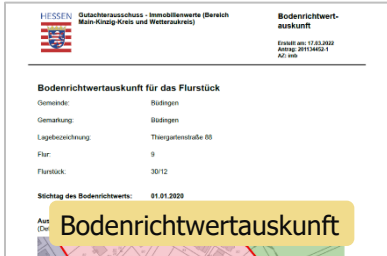 HESSEN
Gutachterausschuss - Immobilienwerte (Bereich
Main-Kinzig-Kreis und Wetteraukreis)
Bodenrichtwert-
auskunft
Erstellt am: 17.03.2022
Antrag: 201134452-1
AZ: web
Bodenrichtwertauskunft für das Flurstück
Gemeinde: Büdingen
Gemarkung: Büdingen
Lagebezeichnung: Thiergartenstraße 88
Flur: 9
Flurstück: 30/12
Stichtag des Bodenrichtwerts: 01.01.2020
Bodenrichtwertauskunft